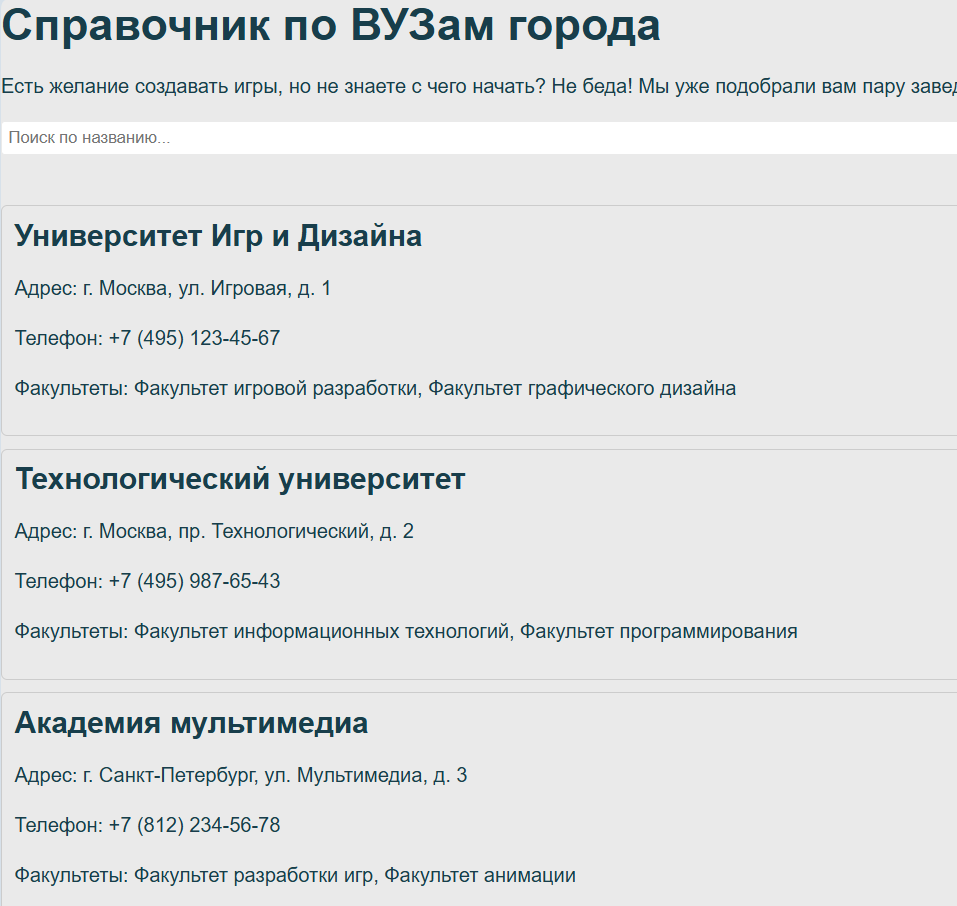 Справочник по ВУЗам города
Есть желание создавать игры, но не знаете с чего начать? Не беда! Мы уже подобрали вам пару
Поиск по названию...
Университет Игр и Дизайна
Адрес: г. Москва, ул. Игровая, д. 1
Телефон: +7 (495) 123-45-67
Факультеты: Факультет игровой разработки, Факультет графического дизайна
Технологический университет
Адрес: г. Москва, пр. Технологический, д. 2
Телефон: +7 (495) 987-65-43
Факультеты: Факультет информационных технологий, Факультет программирования
Академия мультимедиа
Адрес: г. Санкт-Петербург, ул. Мультимедиа, д. 3
Телефон: +7 (812) 234-56-78
Факультеты: Факультет разработки игр, Факультет анимации